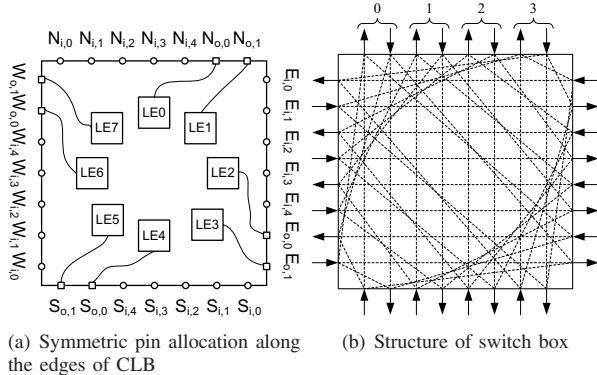 N_{i,0} N_{i,1} N_{i,2} N_{i,3} N_{i,4} N_{o,0} N_{o,1}
W_{o,1} W_{o,0} W_{i,4} W_{i,3} W_{i,2} W_{i,1} W_{i,0}
LE0
LE7
LE1
LE6
LE2
LE5
LE4
LE3
E_{i,0} E_{i,1} E_{i,2} E_{i,3} E_{i,4} E_{o,0} E_{o,1}
S_{o,1} S_{o,0} S_{i,4} S_{i,3} S_{i,2} S_{i,1} S_{i,0}
(a) Symmetric pin allocation along
the edges of CLB
0 1 2 3
(b) Structure of switch box